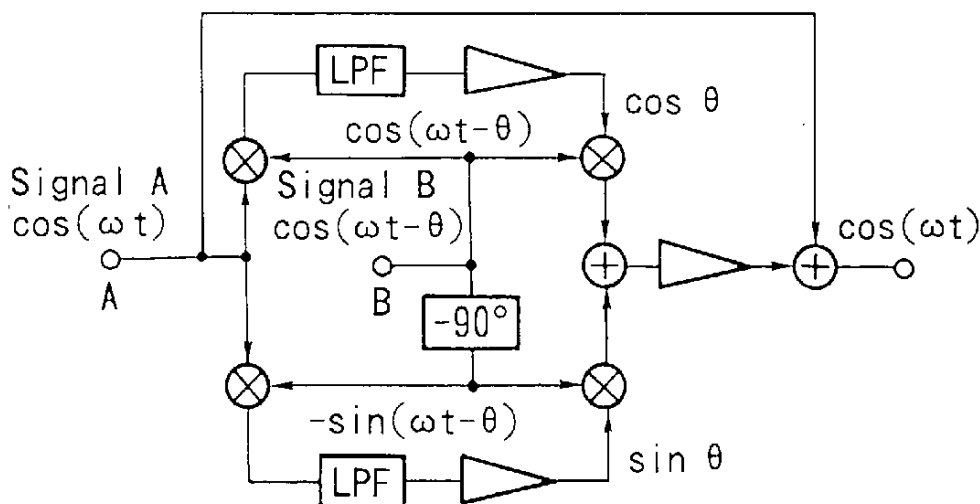 LPF
cos θ
cos(ωt-θ)
Signal A
cos(ωt)
Signal B
cos(ωt-θ)
cos(ωt)
A
B
-90°
-sin(ωt-θ)
sin θ
LPF